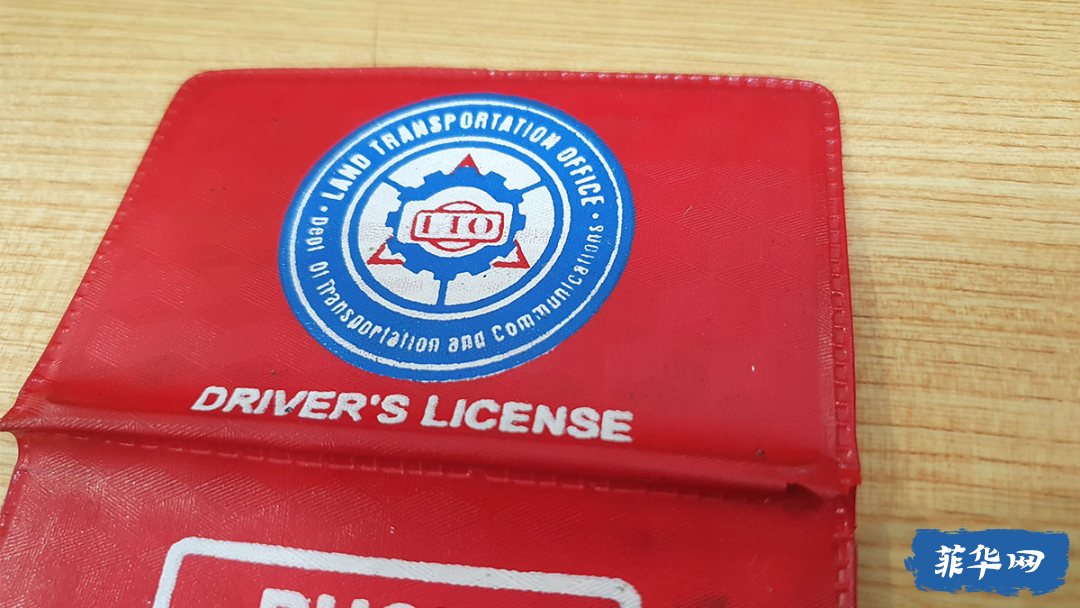 • LAND TRANSPORTATION OFFICE •
Dept Of Transportation and Communications
LTO
DRIVER'S LICENSE
菲华网